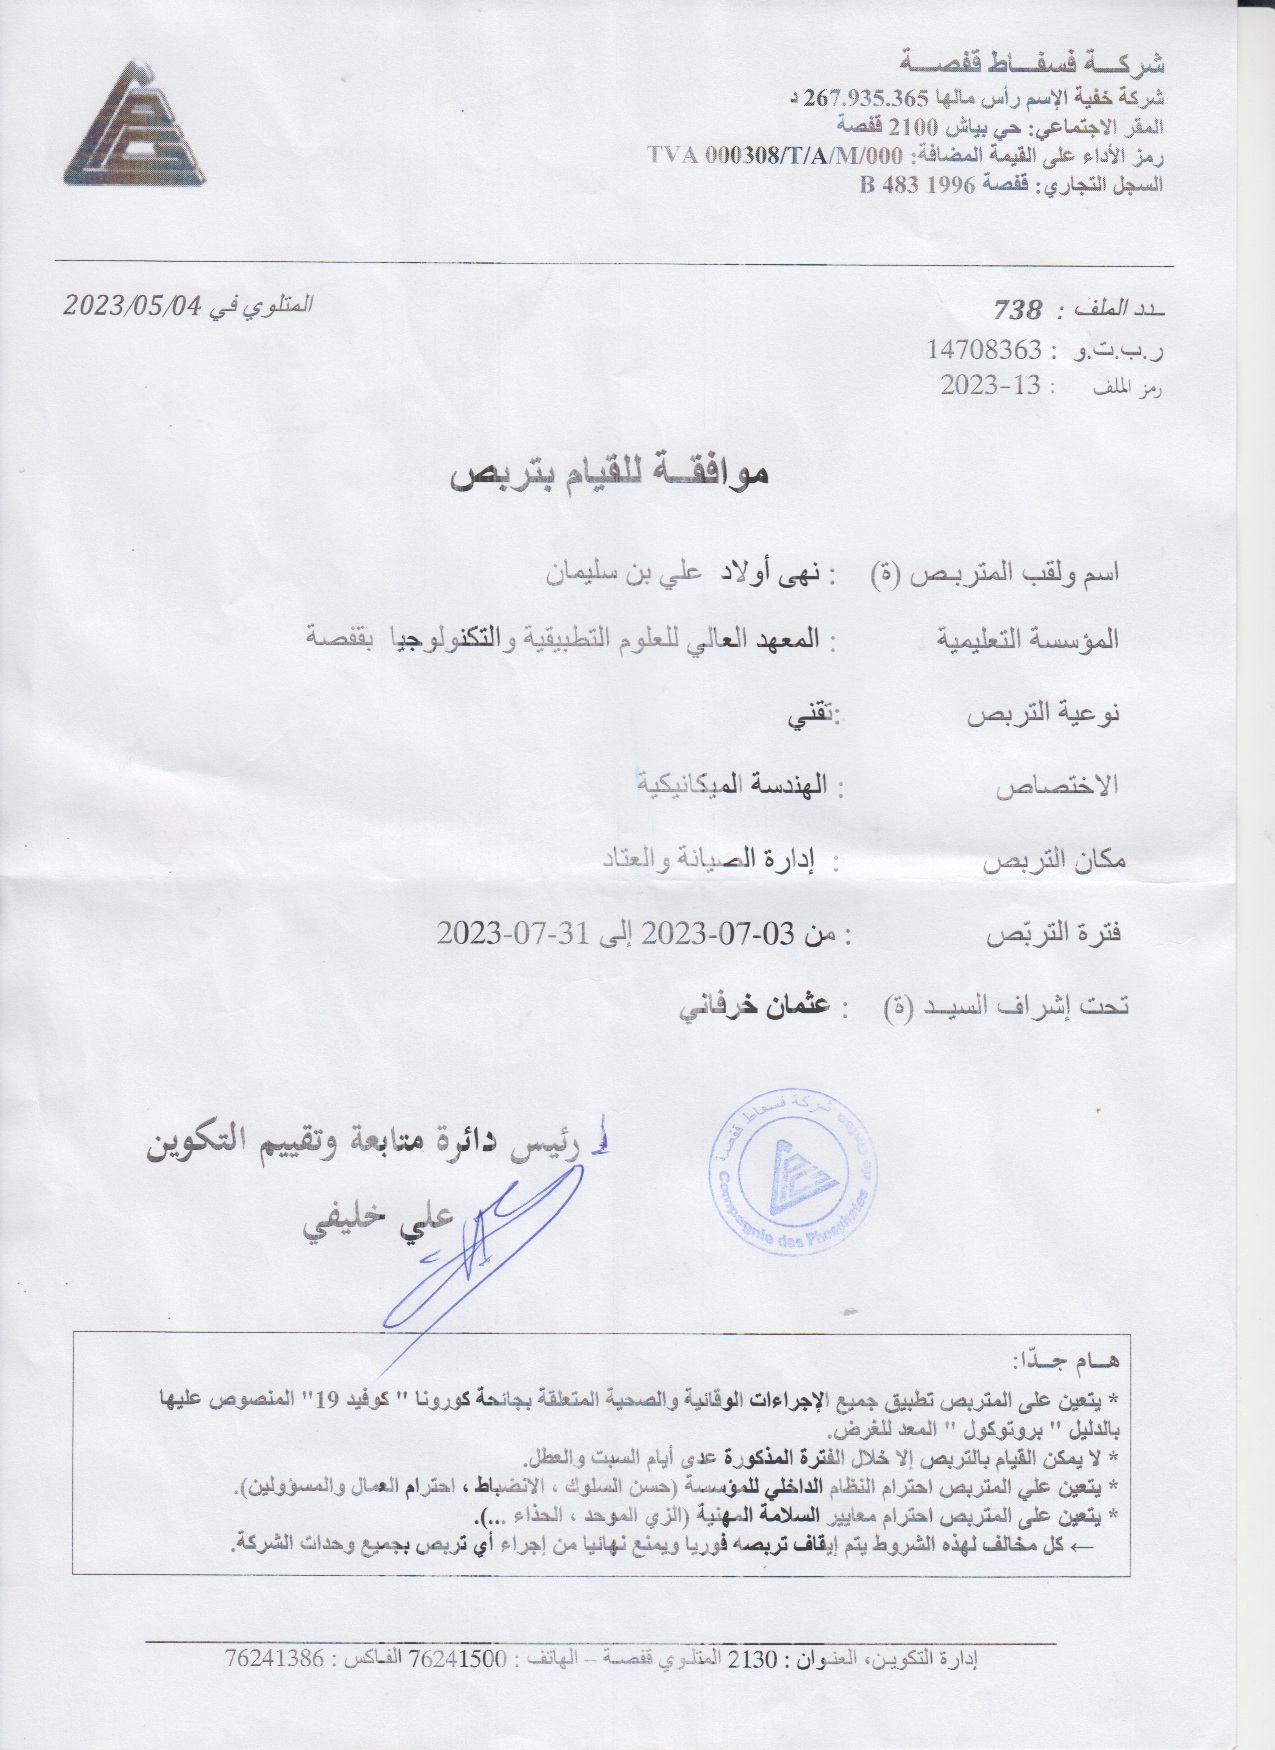 شركة فسفاط قفصة
شركة خفية الإسم رأس مالها 267.935.365 د
المقر الاجتماعي: حي بياش 2100 قفصة
رمز الأداء على القيمة المضافة: TVA 000308/T/A/M/000
السجل التجاري: قفصة B 483 1996
ـدد الملف : 738
المتلوي في 2023/05/04
ر.ب.ت.و : 14708363
رمز الملف : 13-2023
موافقة للقيام بتربص
اسم ولقب المتربص (ة) : نهى أولاد علي بن سليمان
المؤسسة التعليمية : المعهد العالي للعلوم التطبيقية والتكنولوجيا بقفصة
نوعية التربص :تقني
الاختصاص : الهندسة الميكانيكية
مكان التربص : إدارة الصيانة والعتاد
فترة التربّص : من 03-07-2023 إلى 31-07-2023
تحت إشراف السيد (ة) : عثمان خرفاني
شركة فسفاط قفصة
Compagnie des Phosphates
رئيس دائرة متابعة وتقييم التكوين
علي خليفي
هام جدّا:
* يتعين على المتربص تطبيق جميع الإجراءات الوقائية والصحية المتعلقة بجائحة كورونا " كوفيد 19" المنصوص عليها
بالدليل " بروتوكول " المعد للغرض.
* لا يمكن القيام بالتربص إلا خلال الفترة المذكورة عدى أيام السبت والعطل.
* يتعين علي المتربص احترام النظام الداخلي للمؤسسة (حسن السلوك ، الانضباط ، احترام العمال والمسؤولين).
* يتعين على المتربص احترام معايير السلامة المهنية (الزي الموحد ، الحذاء ...).
← كل مخالف لهذه الشروط يتم إيقاف تربصه فوريا ويمنع نهائيا من إجراء أي تربص بجميع وحدات الشركة.
إدارة التكوين، العنوان : 2130 المتلوي قفصة – الهاتف : 76241500 الفاكس : 76241386